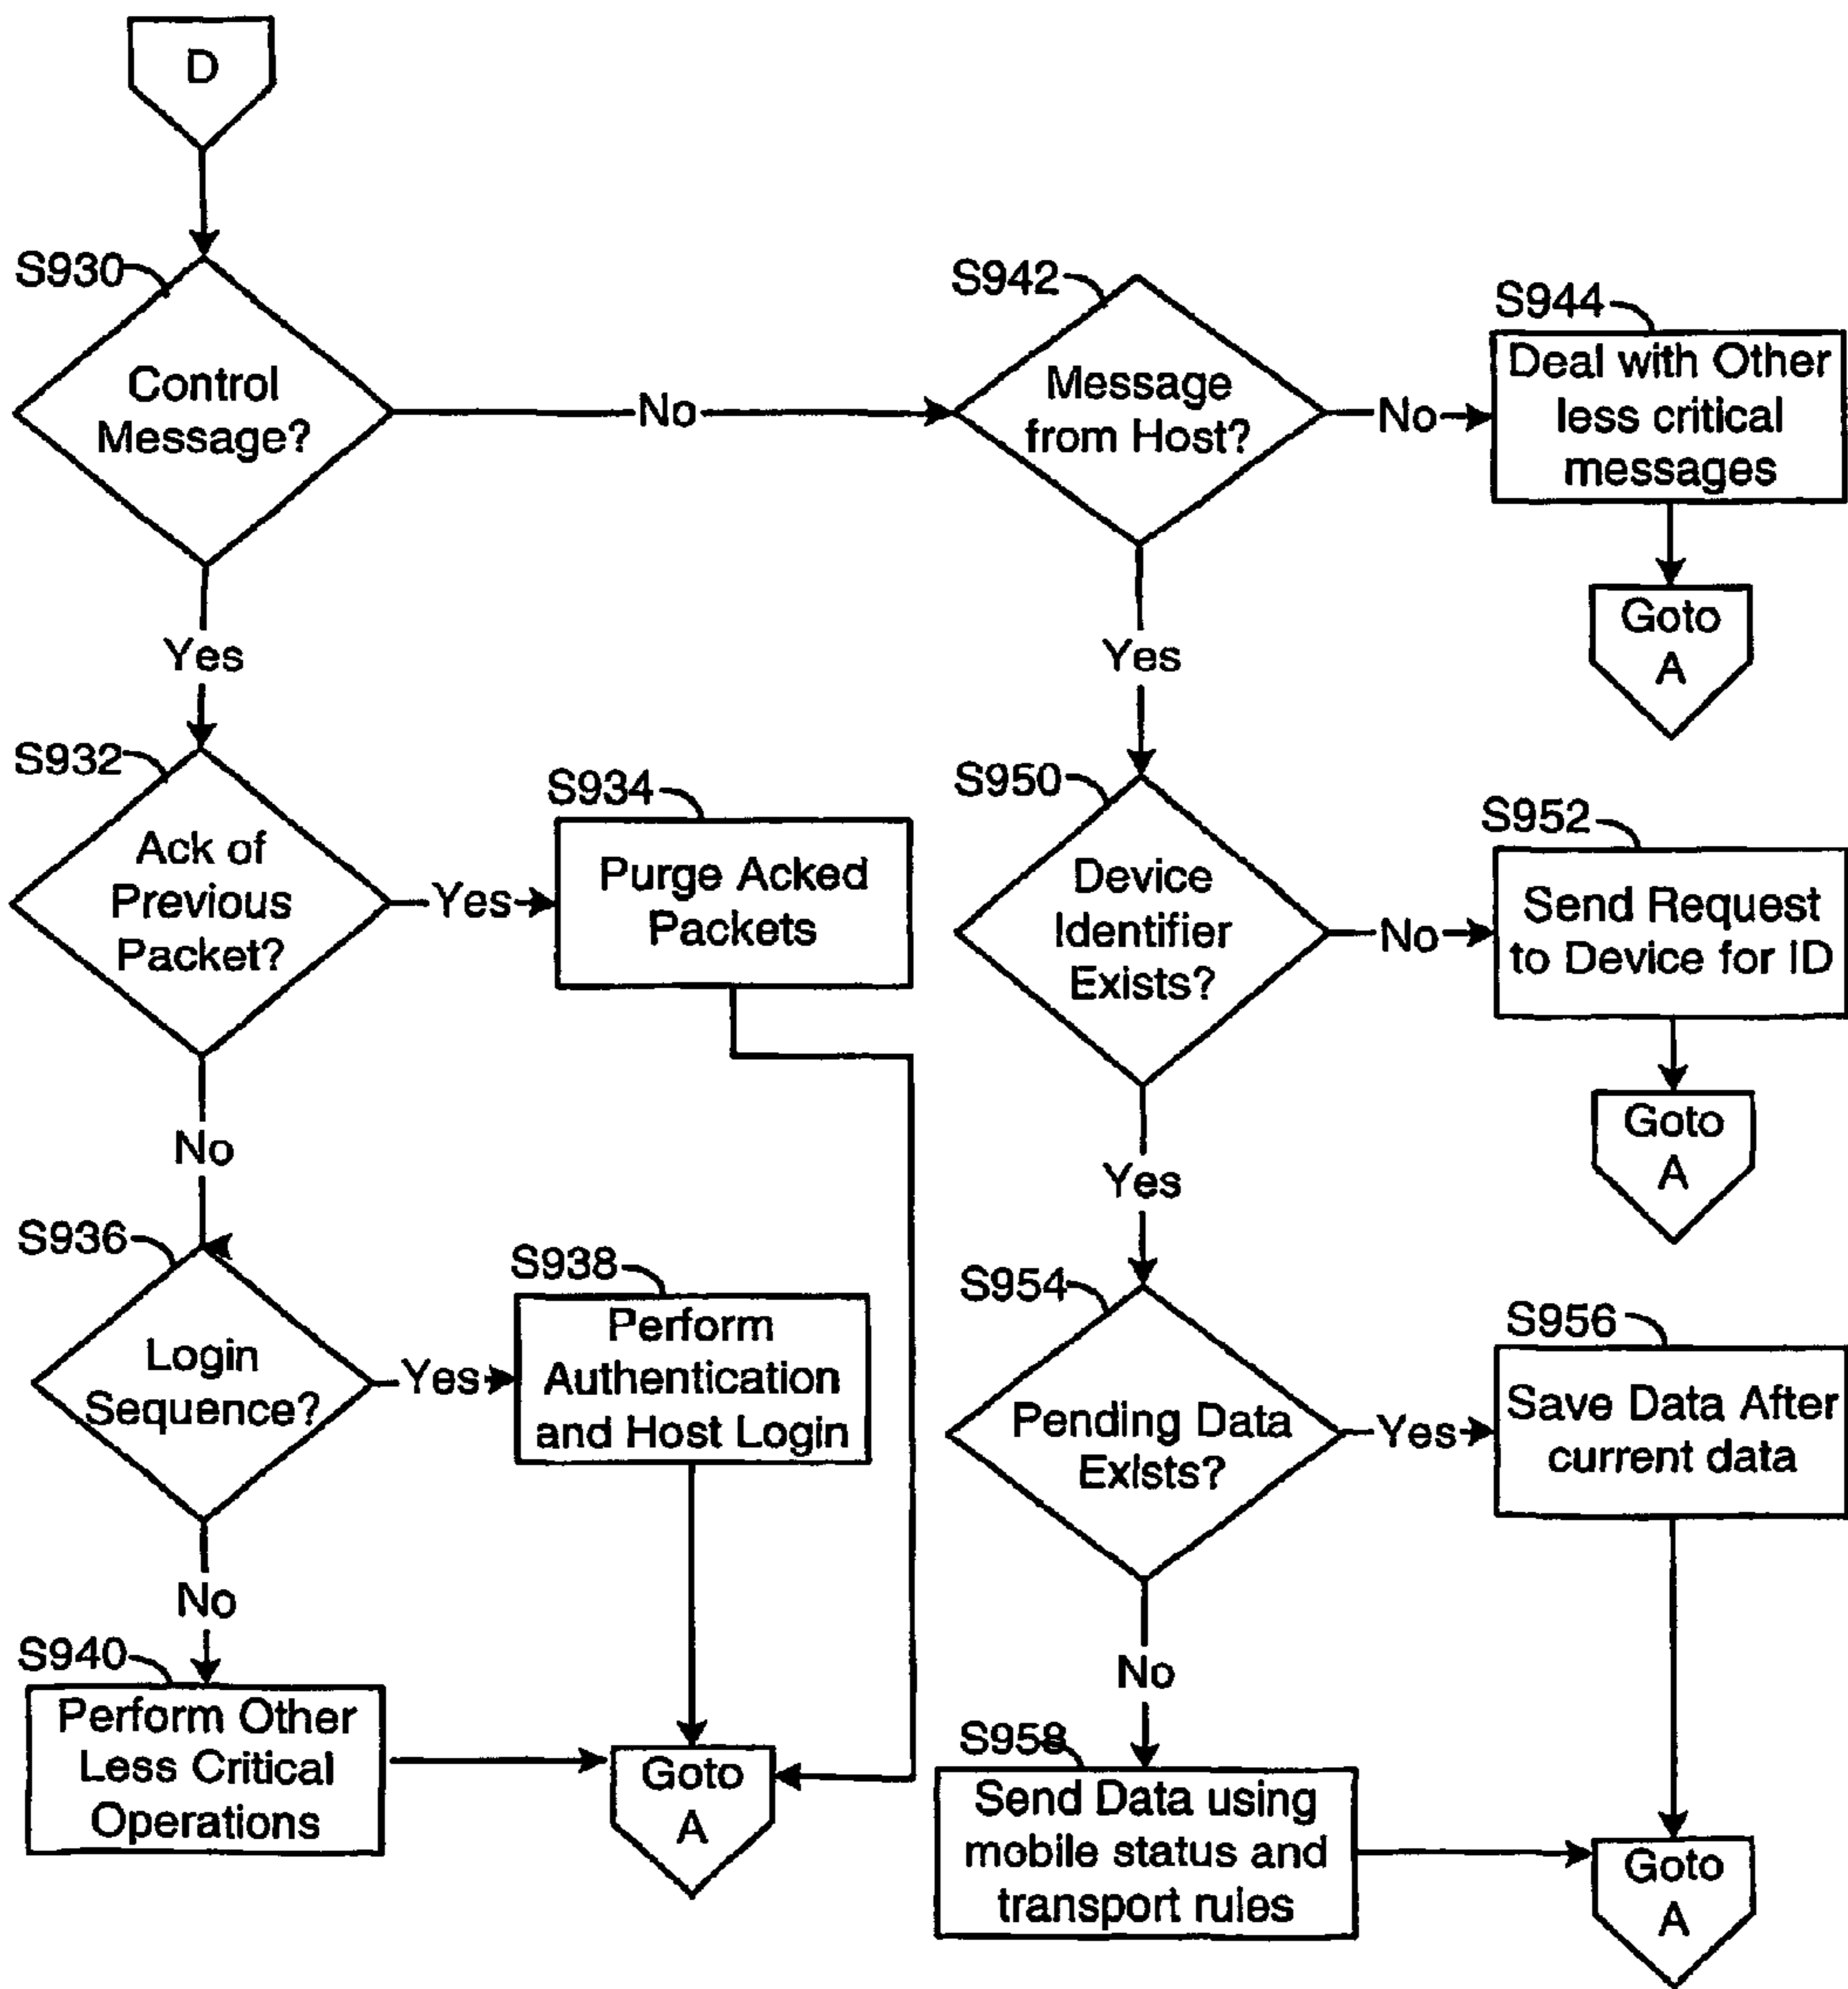 D
S930
Control
Message?
No
Yes
S942
Message
from Host?
No
Yes
S944
Deal with Other
less critical
messages
Goto
A
S932
Ack of
Previous
Packet?
Yes
No
S934
Purge Acked
Packets
S950
Device
Identifier
Exists?
No
Yes
S952
Send Request
to Device for ID
Goto
A
S936
Login
Sequence?
Yes
No
S938
Perform
Authentication
and Host Login
S954
Pending Data
Exists?
Yes
No
S956
Save Data After
current data
S940
Perform Other
Less Critical
Operations
Goto
A
S958
Send Data using
mobile status and
transport rules
Goto
A